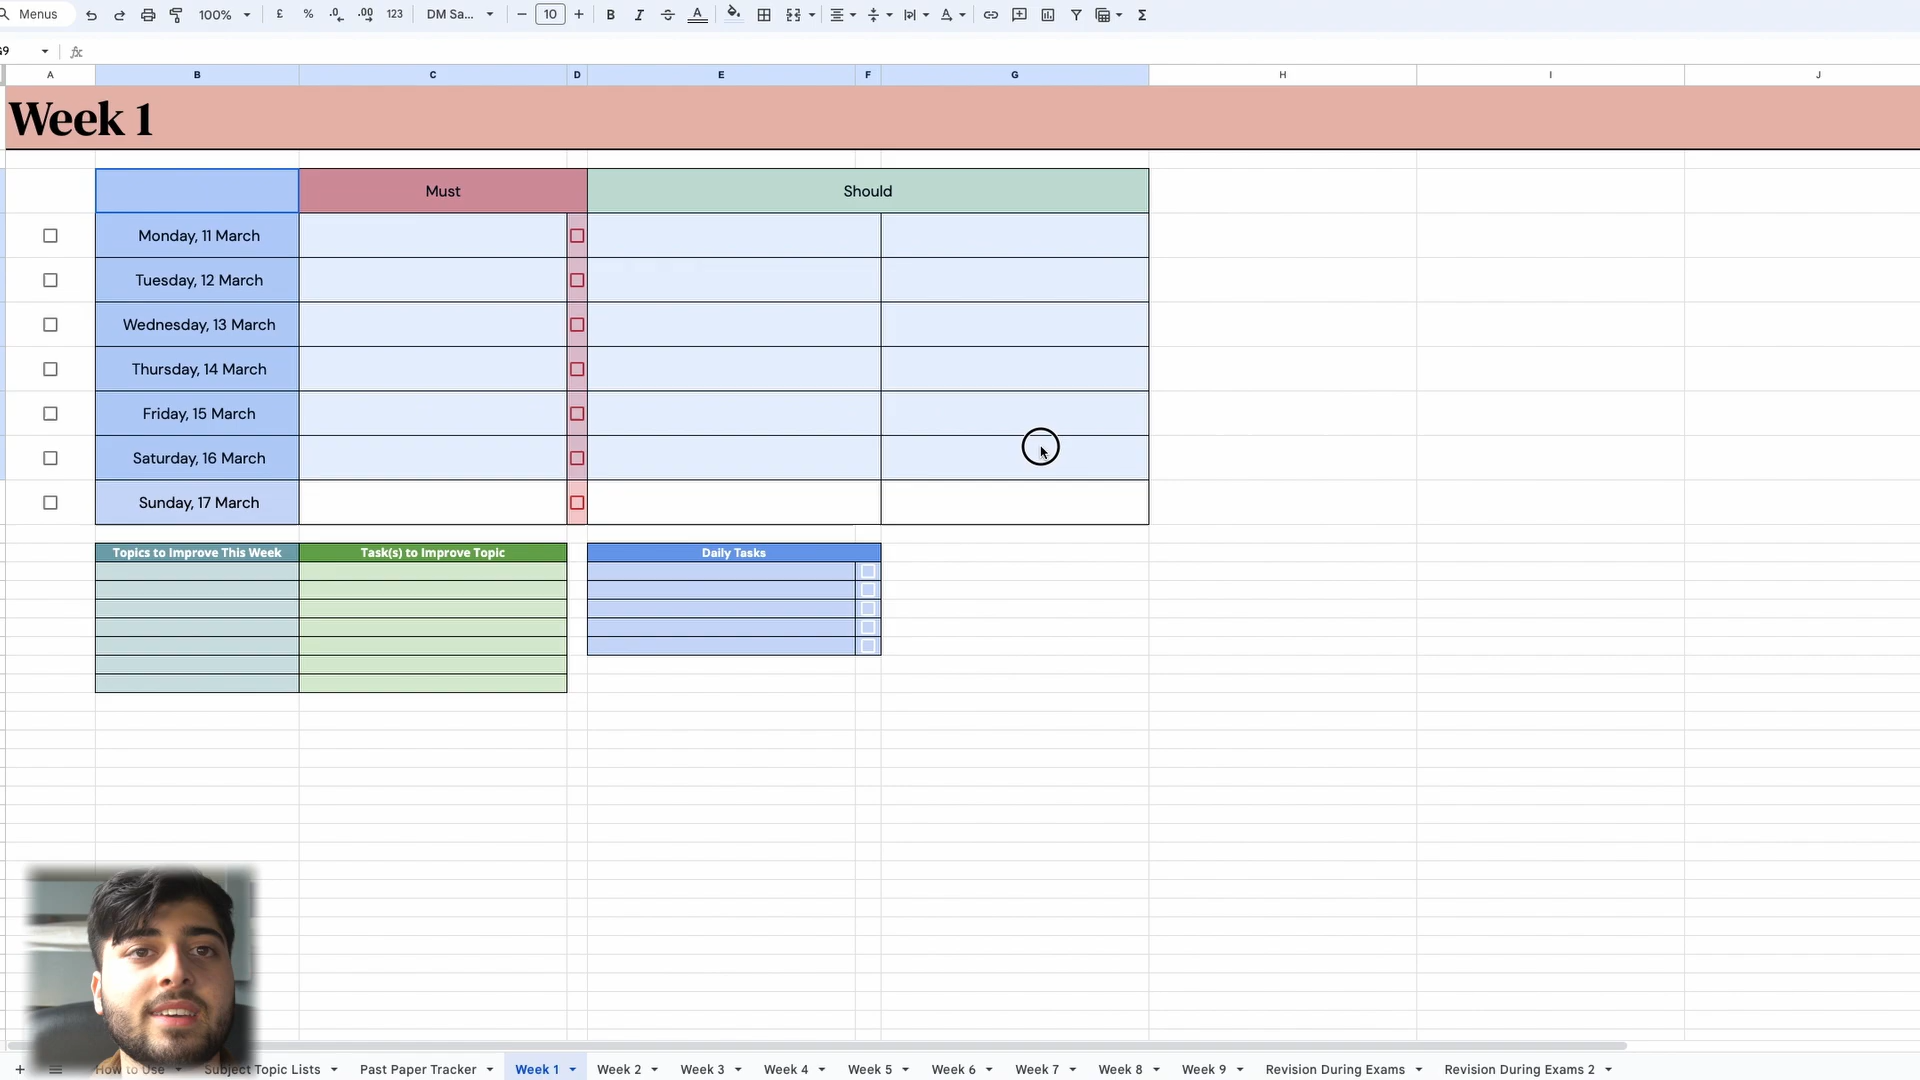 Menus 100% £ % .0 .00 123 DM Sa... 10 B I A Σ
G9 fx
A B C D E F G H I J
Week 1
Must Should
Monday, 11 March
Tuesday, 12 March
Wednesday, 13 March
Thursday, 14 March
Friday, 15 March
Saturday, 16 March
Sunday, 17 March
Topics to Improve This Week Task(s) to Improve Topic Daily Tasks
How to Use Subject Topic Lists Past Paper Tracker Week 1 Week 2 Week 3 Week 4 Week 5 Week 6 Week 7 Week 8 Week 9 Revision During Exams Revision During Exams 2